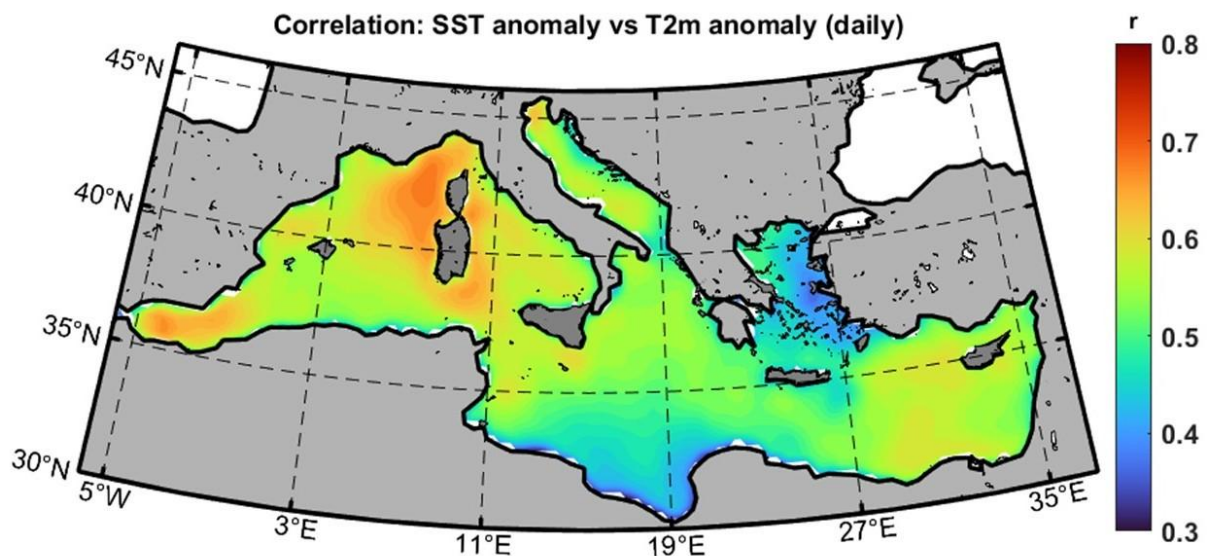 Correlation: SST anomaly vs T2m anomaly (daily)
r
45°N
40°N
35°N
30°N
5°W
3°E
11°E
19°E
27°E
35°E
0.8
0.7
0.6
0.5
0.4
0.3